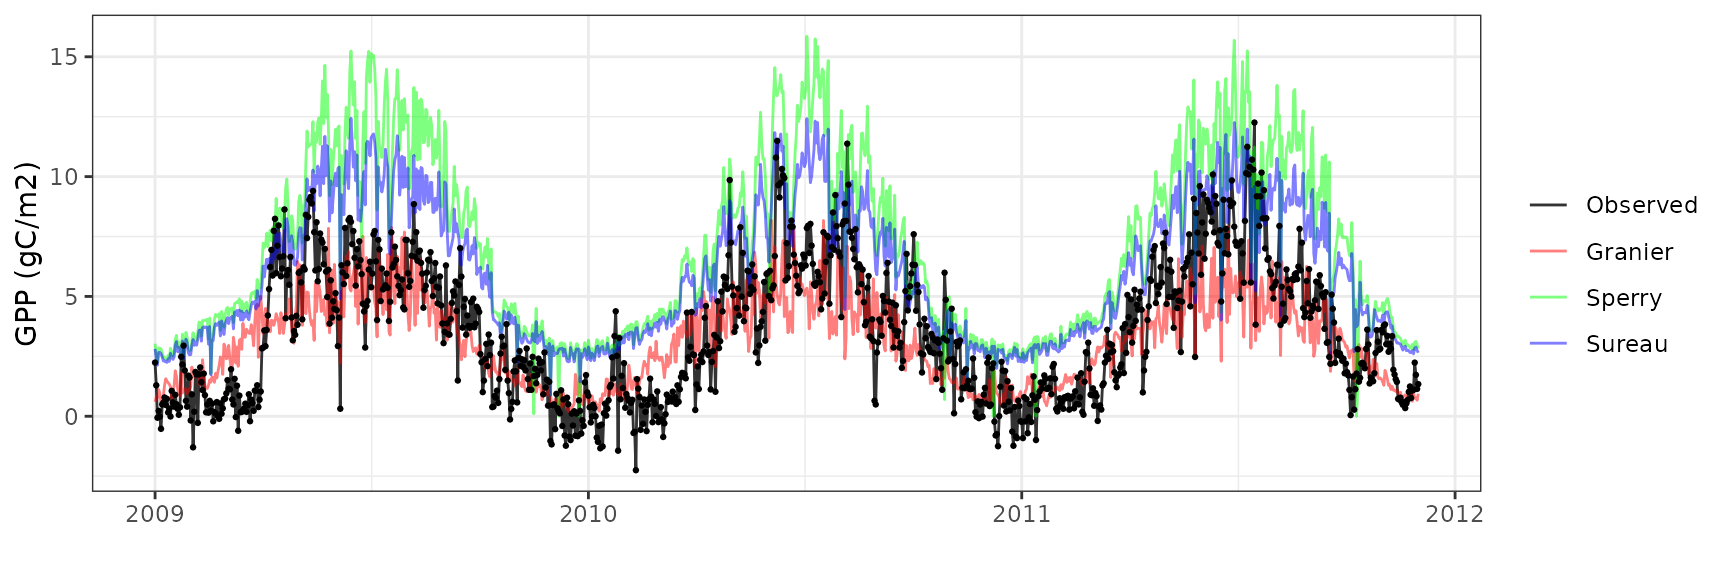 GPP (gC/m2)
15
10
5
0
2009
2010
2011
2012
Observed
Granier
Sperry
Sureau